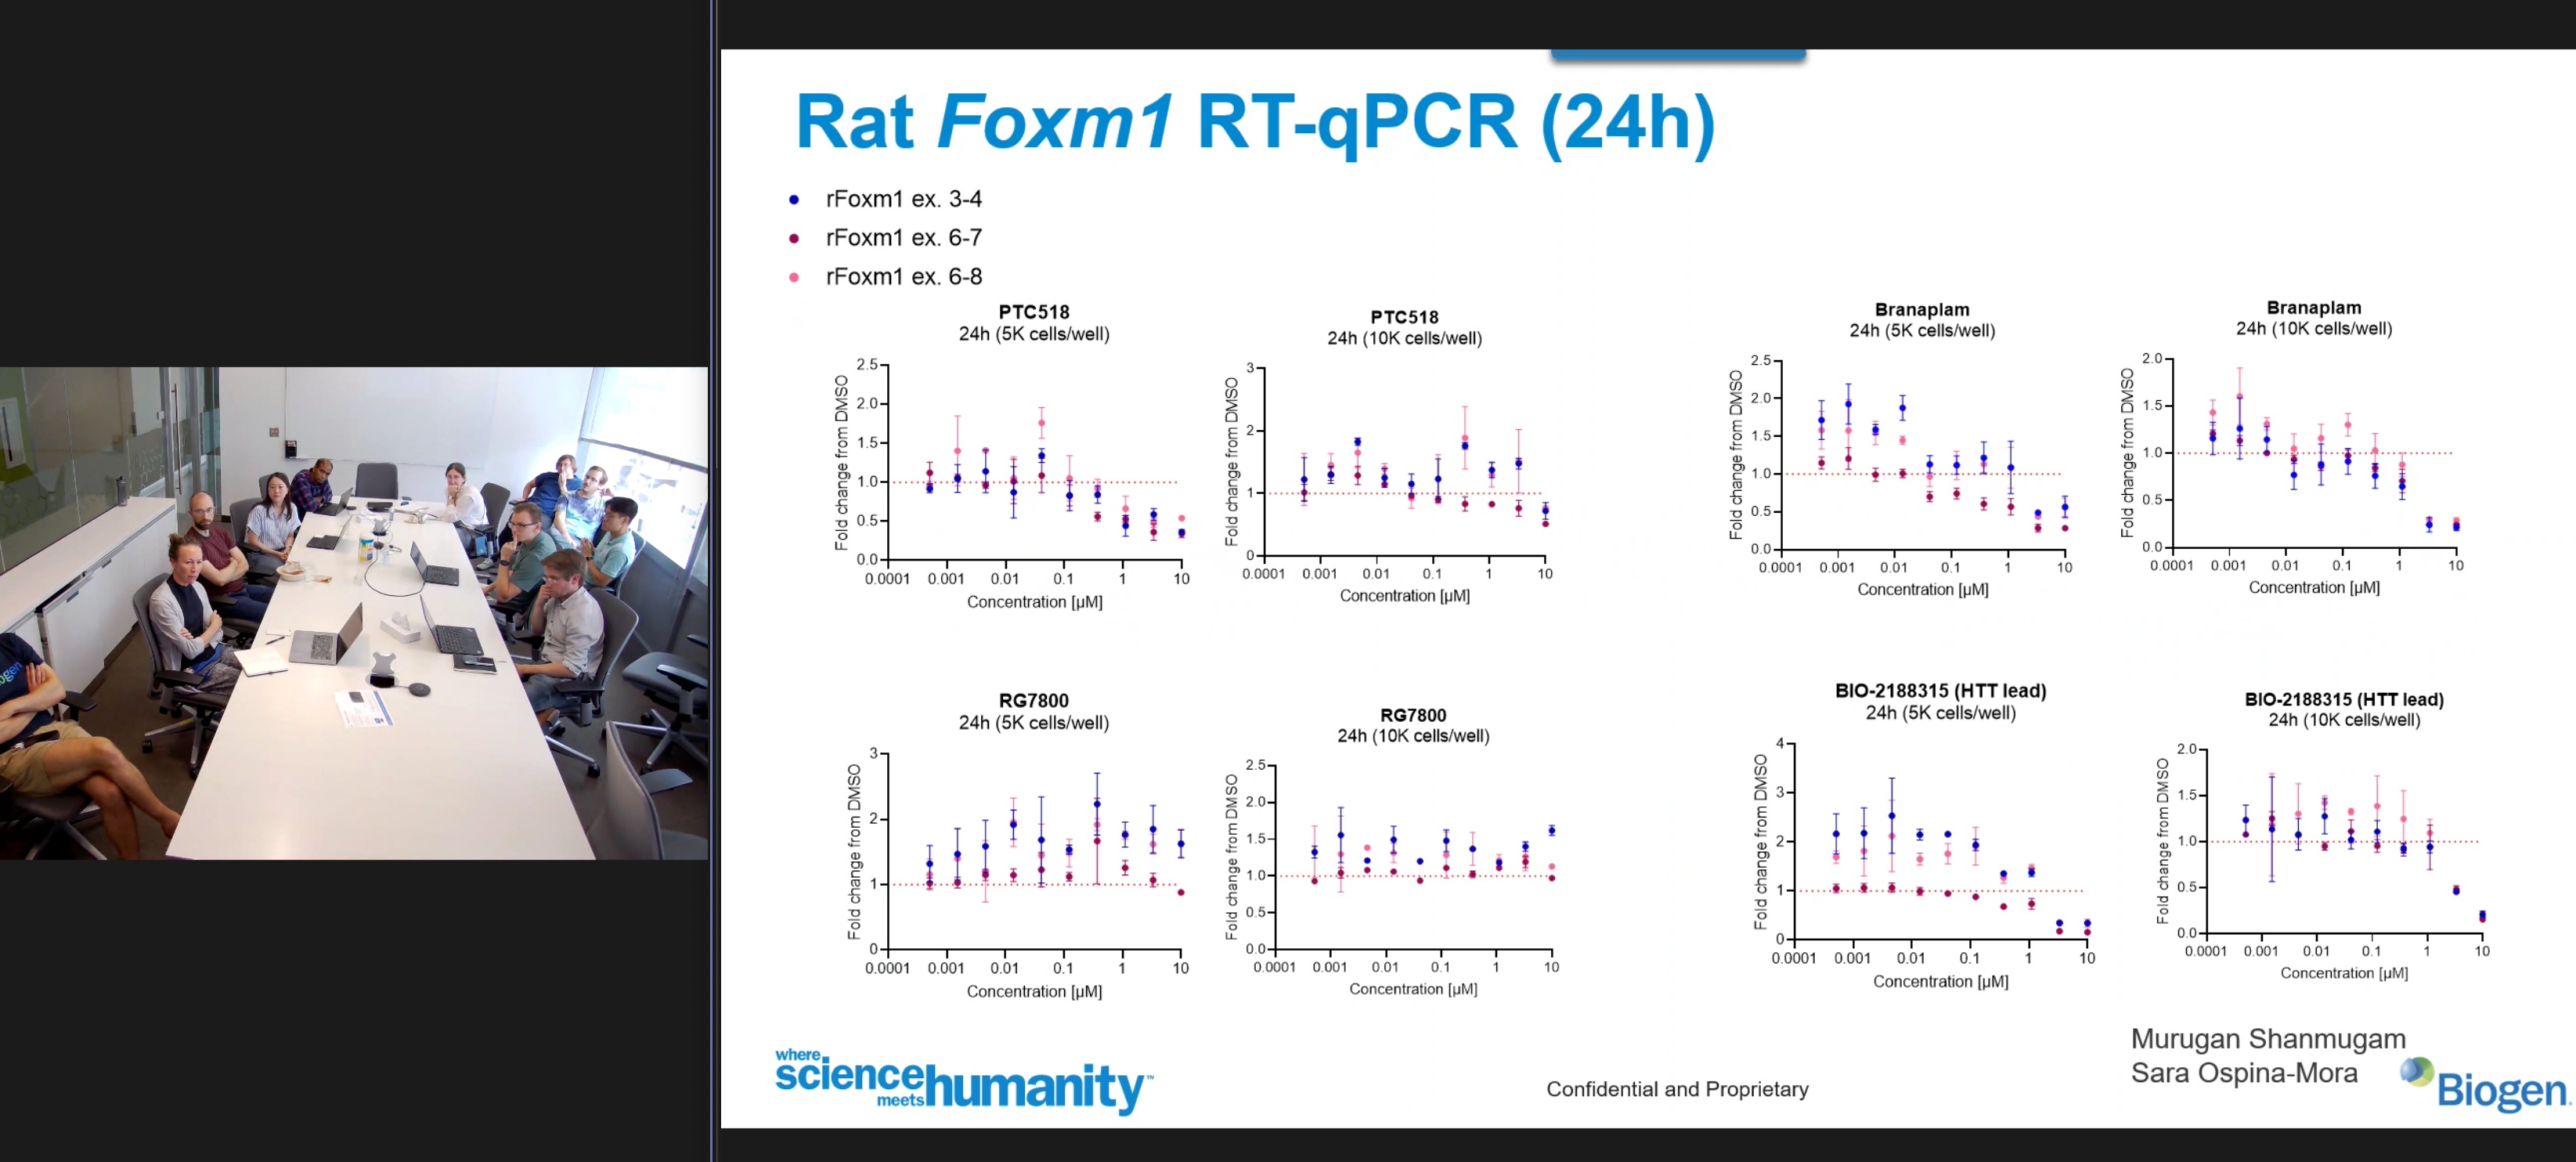 Rat Foxm1 RT-qPCR (24h)
rFoxm1 ex. 3-4
rFoxm1 ex. 6-7
rFoxm1 ex. 6-8
PTC518
24h (5K cells/well)
Fold change from DMSO
2.5
2.0
1.5
1.0
0.5
0.0
0.0001 0.001 0.01 0.1 1 10
Concentration [µM]
PTC518
24h (10K cells/well)
Fold change from DMSO
3
2
1
0
0.0001 0.001 0.01 0.1 1 10
Concentration [µM]
Branaplam
24h (5K cells/well)
Fold change from DMSO
2.5
2.0
1.5
1.0
0.5
0.0
0.0001 0.001 0.01 0.1 1 10
Concentration [µM]
Branaplam
24h (10K cells/well)
Fold change from DMSO
2.0
1.5
1.0
0.5
0.0
0.0001 0.001 0.01 0.1 1 10
Concentration [µM]
RG7800
24h (5K cells/well)
Fold change from DMSO
3
2
1
0
0.0001 0.001 0.01 0.1 1 10
Concentration [µM]
RG7800
24h (10K cells/well)
Fold change from DMSO
2.5
2.0
1.5
1.0
0.5
0.0
0.0001 0.001 0.01 0.1 1 10
Concentration [µM]
BIO-2188315 (HTT lead)
24h (5K cells/well)
Fold change from DMSO
4
3
2
1
0
0.0001 0.001 0.01 0.1 1 10
Concentration [µM]
BIO-2188315 (HTT lead)
24h (10K cells/well)
Fold change from DMSO
2.0
1.5
1.0
0.5
0.0
0.0001 0.001 0.01 0.1 1 10
Concentration [µM]
where
science meets humanity™
Confidential and Proprietary
Murugan Shanmugam
Sara Ospina-Mora
Biogen